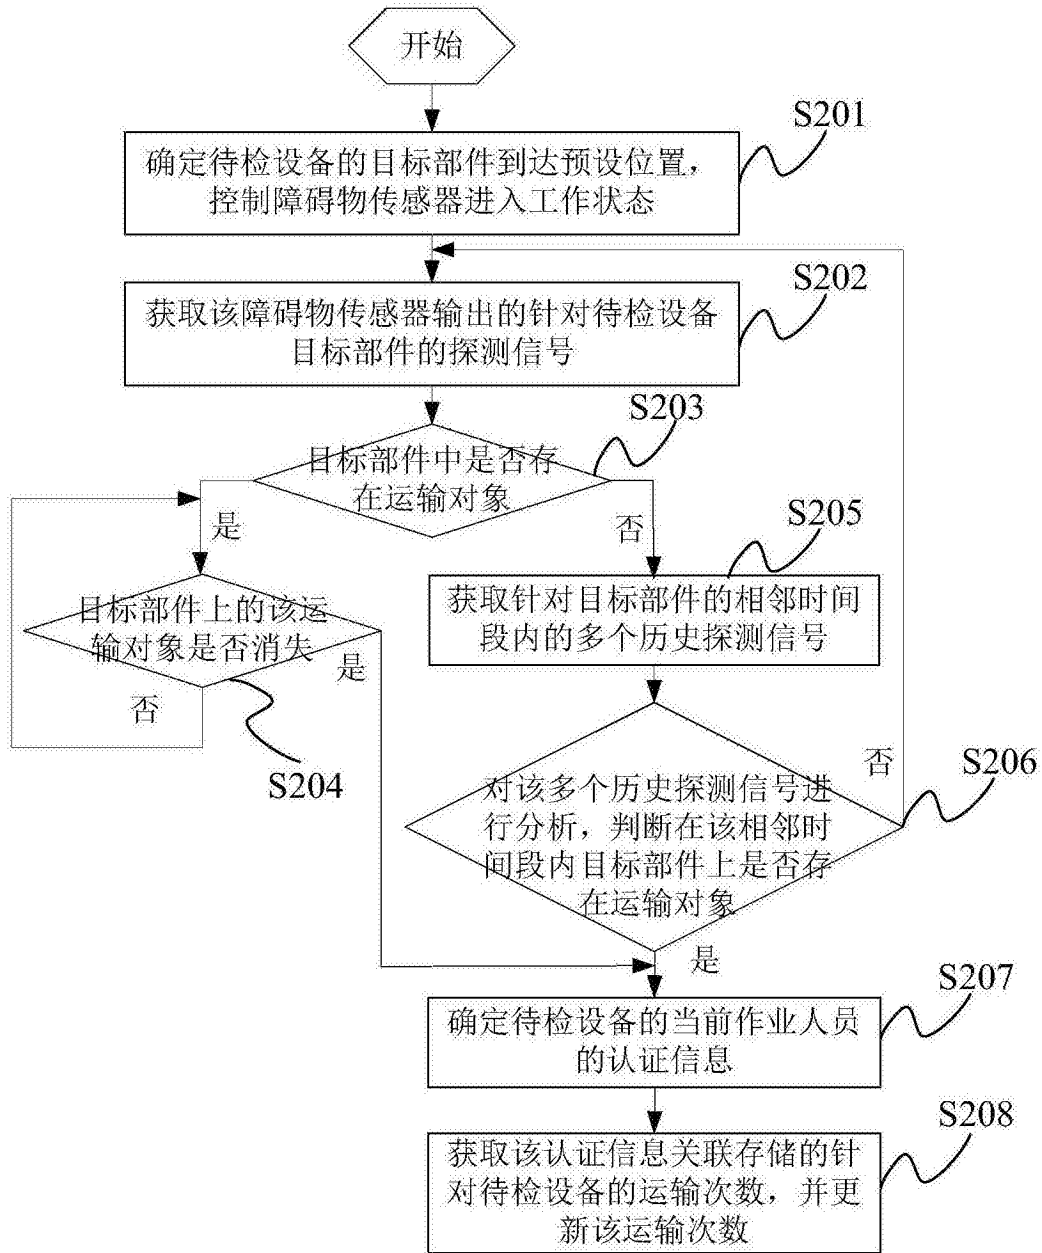 开始
S201
确定待检设备的目标部件到达预设位置，
控制障碍物传感器进入工作状态
S202
获取该障碍物传感器输出的针对待检设备
目标部件的探测信号
S203
目标部件中是否存
在运输对象
是
否
S205
目标部件上的该运
输对象是否消失
是
否
S204
获取针对目标部件的相邻时间
段内的多个历史探测信号
否
S206
对该多个历史探测信号进
行分析，判断在该相邻时
间段内目标部件上是否存
在运输对象
是
S207
确定待检设备的当前作业人员
的认证信息
S208
获取该认证信息关联存储的针
对待检设备的运输次数，并更
新该运输次数